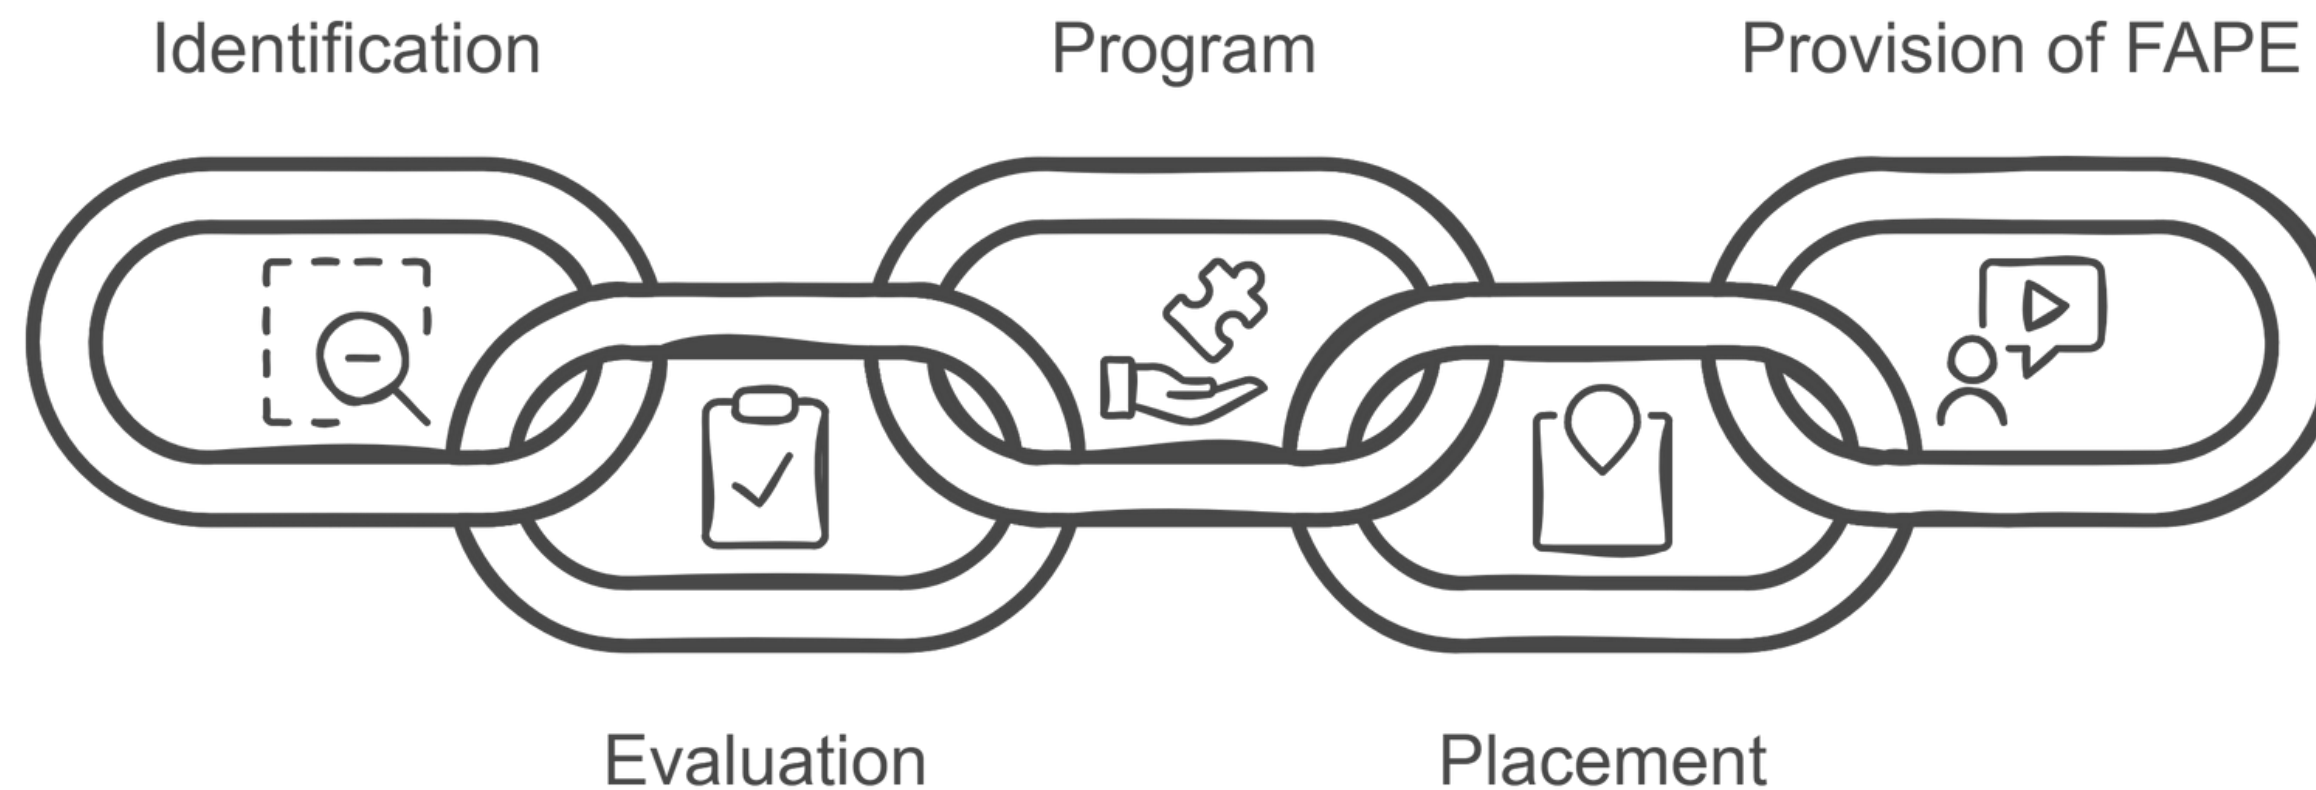 Identification
Program
Provision of FAPE
Evaluation
Placement